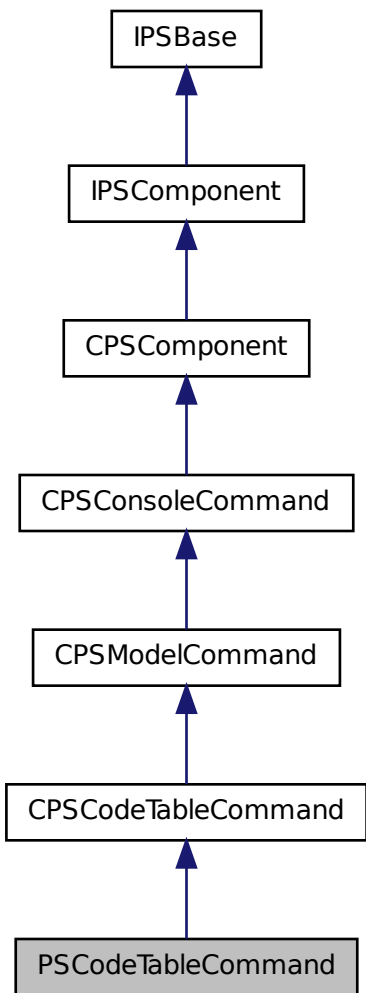 IPSBase
IPSComponent
CPSComponent
CPSConsoleCommand
CPSModelCommand
CPSCodeTableCommand
PSCodeTableCommand